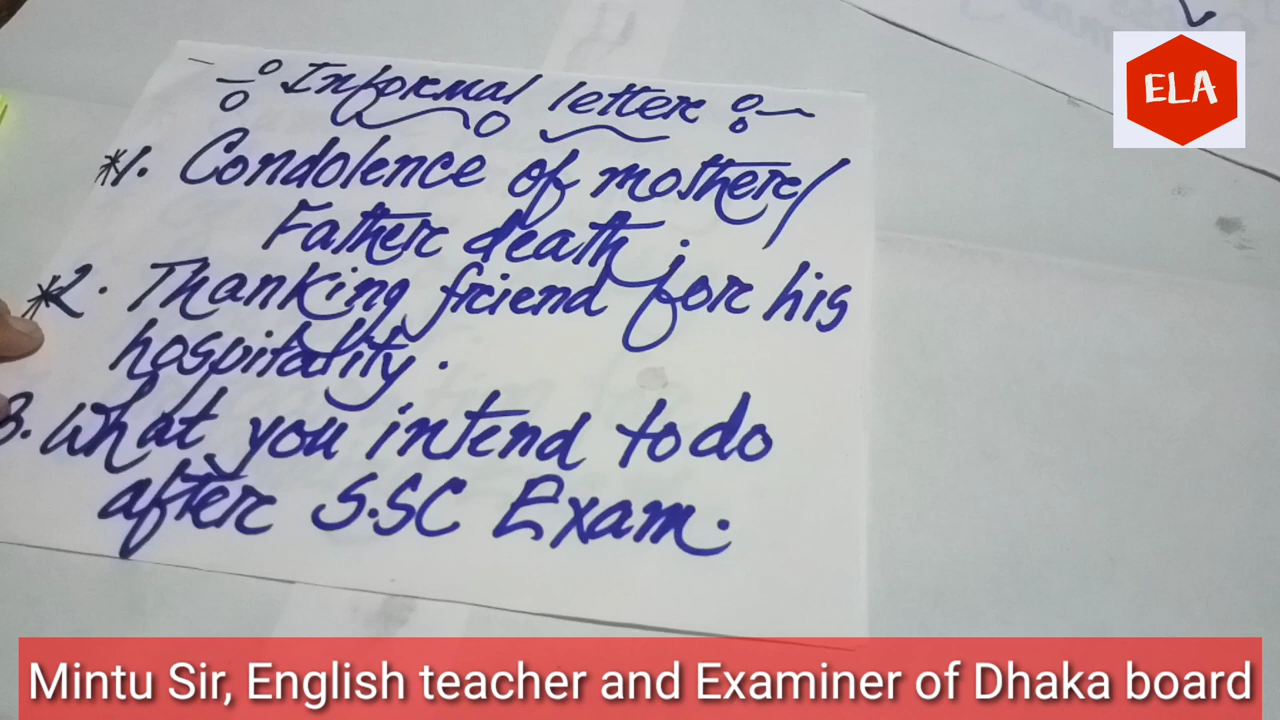 Informal letter
ELA
*1. Condolence of mother/
Father death.
*2. Thanking friend for his
hospitality.
3. What you intend to do
after S.SC Exam.
Mintu Sir, English teacher and Examiner of Dhaka board